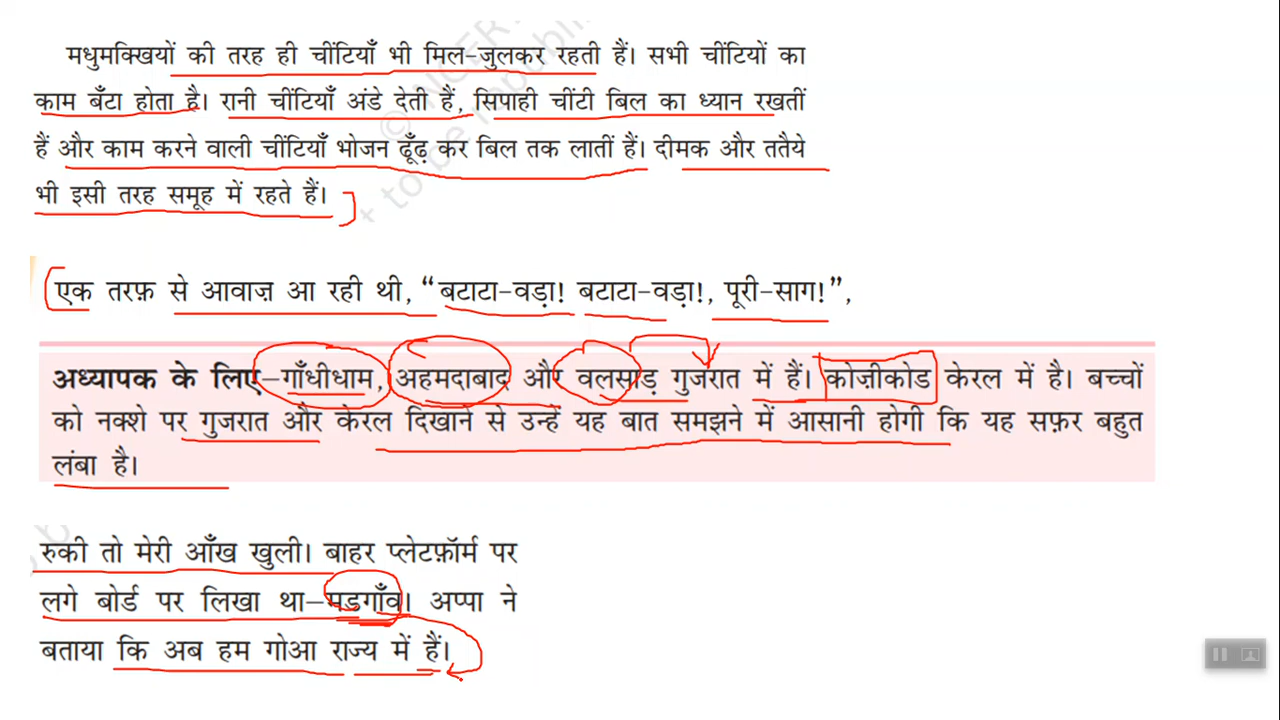 मधुमक्खियों की तरह ही चींटियाँ भी मिल-जुलकर रहती हैं। सभी चींटियों का
काम बँटा होता है। रानी चींटियाँ अंडे देती हैं, सिपाही चींटी बिल का ध्यान रखतीं
हैं और काम करने वाली चींटियाँ भोजन ढूँढ़ कर बिल तक लातीं हैं। दीमक और ततैये
भी इसी तरह समूह में रहते हैं।
एक तरफ़ से आवाज़ आ रही थी, “बटाटा-वड़ा! बटाटा-वड़ा!, पूरी-साग!”,
अध्यापक के लिए–गाँधीधाम, अहमदाबाद और वलसाड़ गुजरात में हैं। कोज़ीकोड केरल में है। बच्चों
को नक्शे पर गुजरात और केरल दिखाने से उन्हें यह बात समझने में आसानी होगी कि यह सफ़र बहुत
लंबा है।
रुकी तो मेरी आँख खुली। बाहर प्लेटफ़ॉर्म पर
लगे बोर्ड पर लिखा था–मडगाँव। अप्पा ने
बताया कि अब हम गोआ राज्य में हैं।